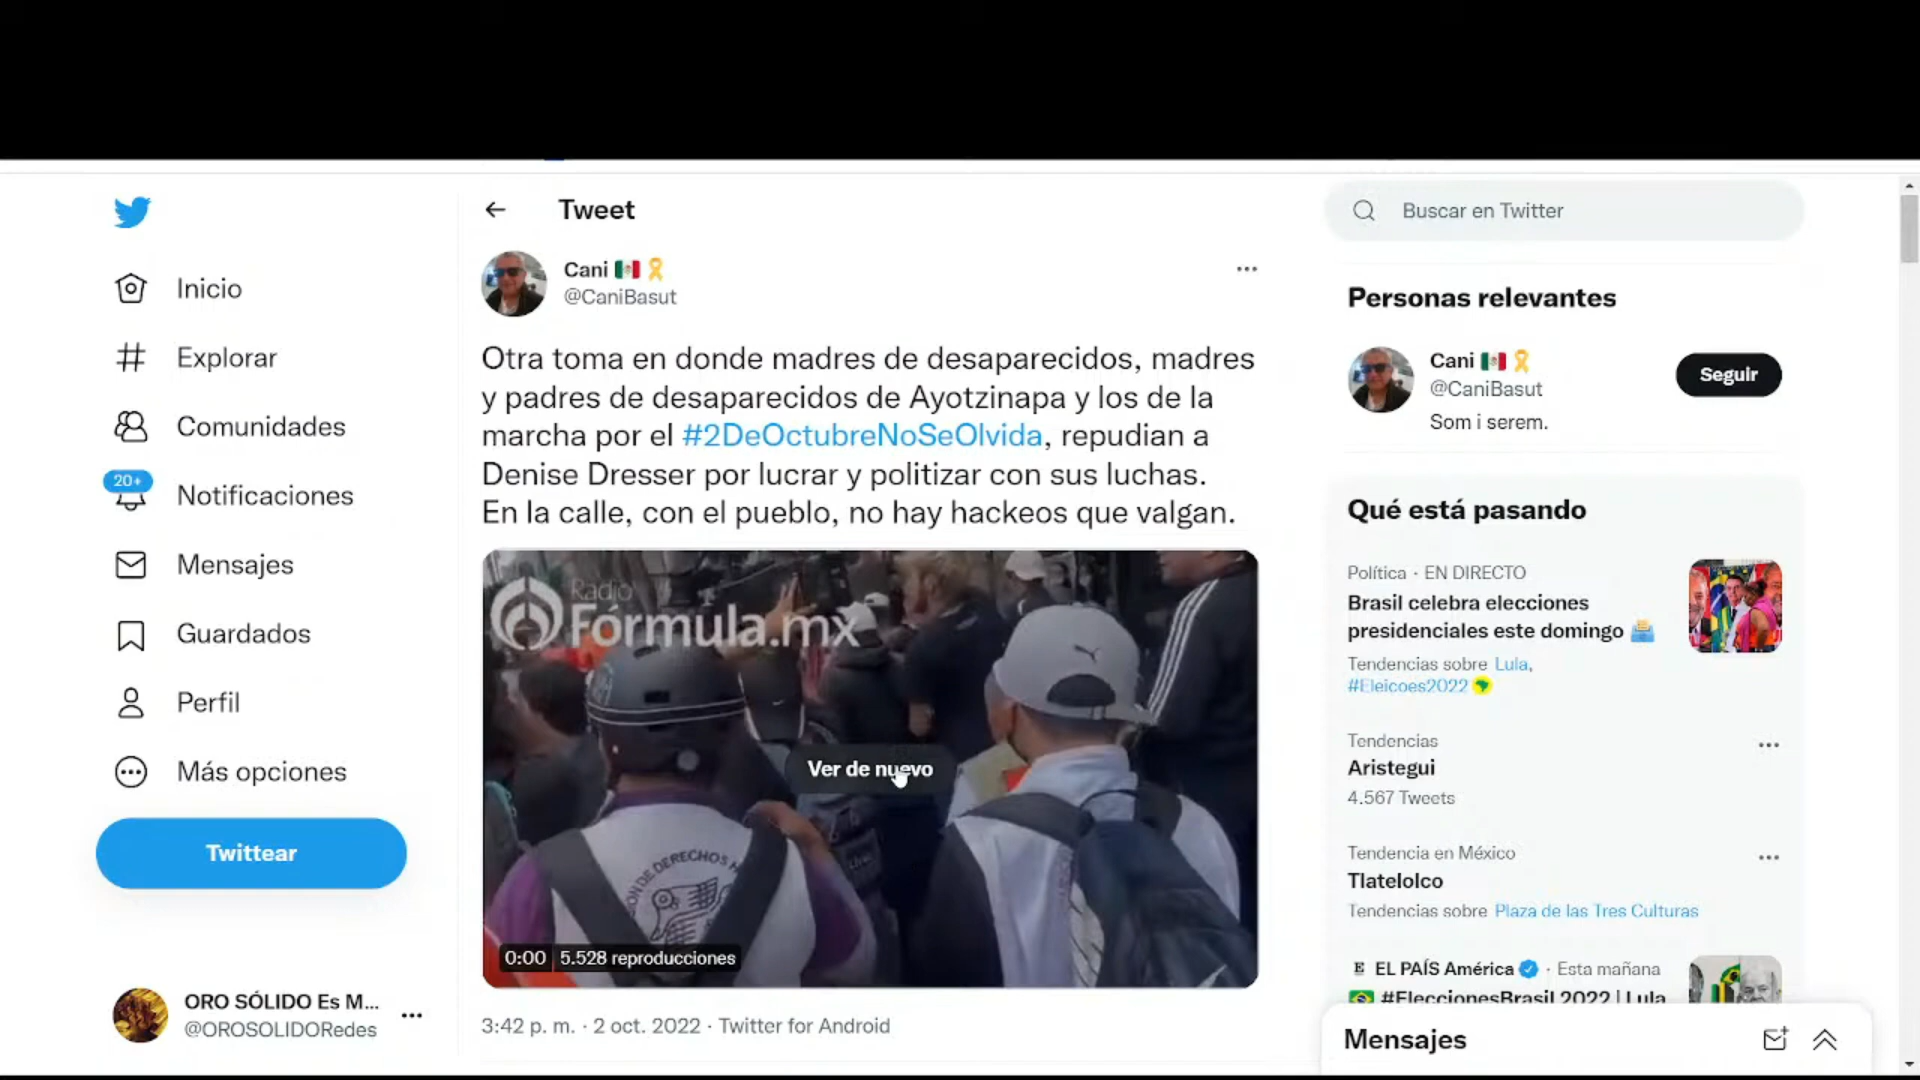 Inicio
Explorar
Comunidades
20+
Notificaciones
Mensajes
Guardados
Perfil
Más opciones
Twittear
ORO SÓLIDO Es M...
@OROSOLIDORedes
Tweet
Cani
@CaniBasut
Otra toma en donde madres de desaparecidos, madres
y padres de desaparecidos de Ayotzinapa y los de la
marcha por el #2DeOctubreNoSeOlvida, repudian a
Denise Dresser por lucrar y politizar con sus luchas.
En la calle, con el pueblo, no hay hackeos que valgan.
Radio
Fórmula.mx
Ver de nuevo
DE DERECHOS
0:00 5.528 reproducciones
3:42 p. m. · 2 oct. 2022 · Twitter for Android
Buscar en Twitter
Personas relevantes
Cani
@CaniBasut
Seguir
Som i serem.
Qué está pasando
Política · EN DIRECTO
Brasil celebra elecciones
presidenciales este domingo
Tendencias sobre Lula,
#Eleicoes2022
Tendencias
Aristegui
4.567 Tweets
Tendencia en México
Tlatelolco
Tendencias sobre Plaza de las Tres Culturas
EL PAÍS América · Esta mañana
#EleccionesBrasil 2022 | Lula
Mensajes